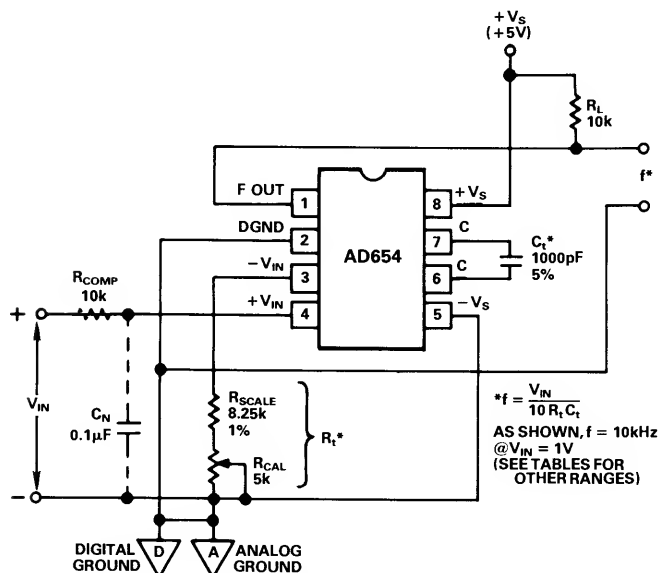 +VS
(+5V)
RL
10k
F OUT
1
8
+VS
f*
DGND
2
AD654
7
C
Ct*
1000pF
5%
–VIN
3
6
C
RCOMP
10k
+VIN
4
5
–VS
+
VIN
–
CN
0.1μF
RSCALE
8.25k
1%
Rt*
RCAL
5k
*f = VIN
10 Rt Ct
AS SHOWN, f = 10kHz
@VIN = 1V
(SEE TABLES FOR
OTHER RANGES)
DIGITAL
GROUND
D
A
ANALOG
GROUND